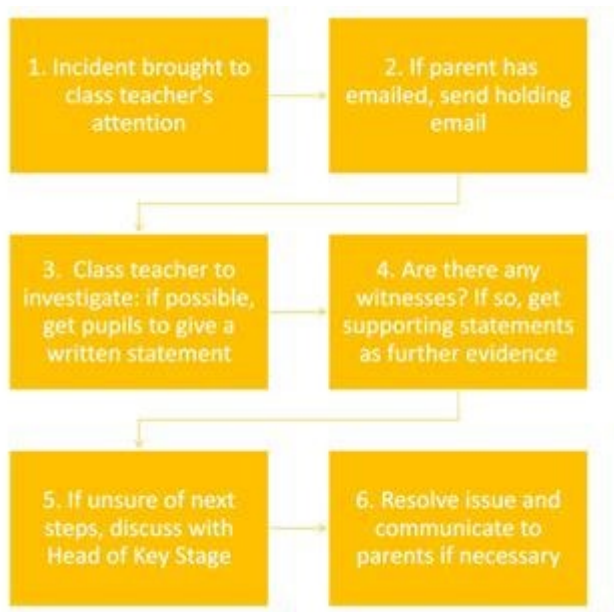 1. Incident brought to
class teacher's
attention
2. If parent has
emailed, send holding
email
3. Class teacher to
investigate: if possible,
get pupils to give a
written statement
4. Are there any
witnesses? If so, get
supporting statements
as further evidence
5. If unsure of next
steps, discuss with
Head of Key Stage
6. Resolve issue and
communicate to
parents if necessary